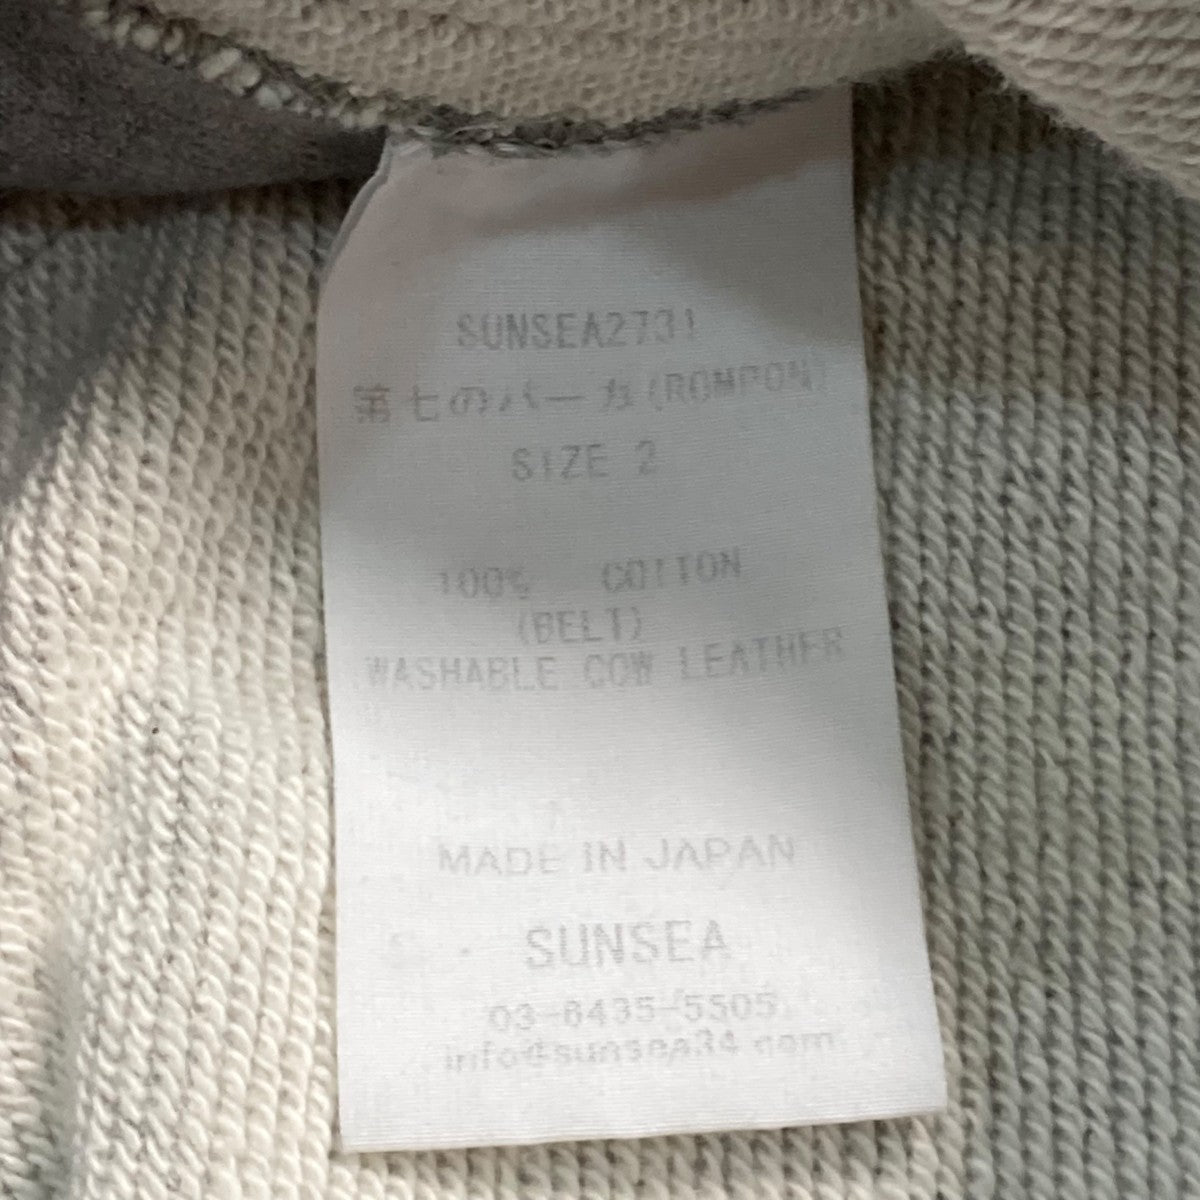 SUNSEA2731
第七のパーカ(ROMPON)
SIZE 2
100% COTTON
(BELT)
WASHABLE COW LEATHER
MADE IN JAPAN
SUNSEA
03-6435-5505
info@sunsea34.com